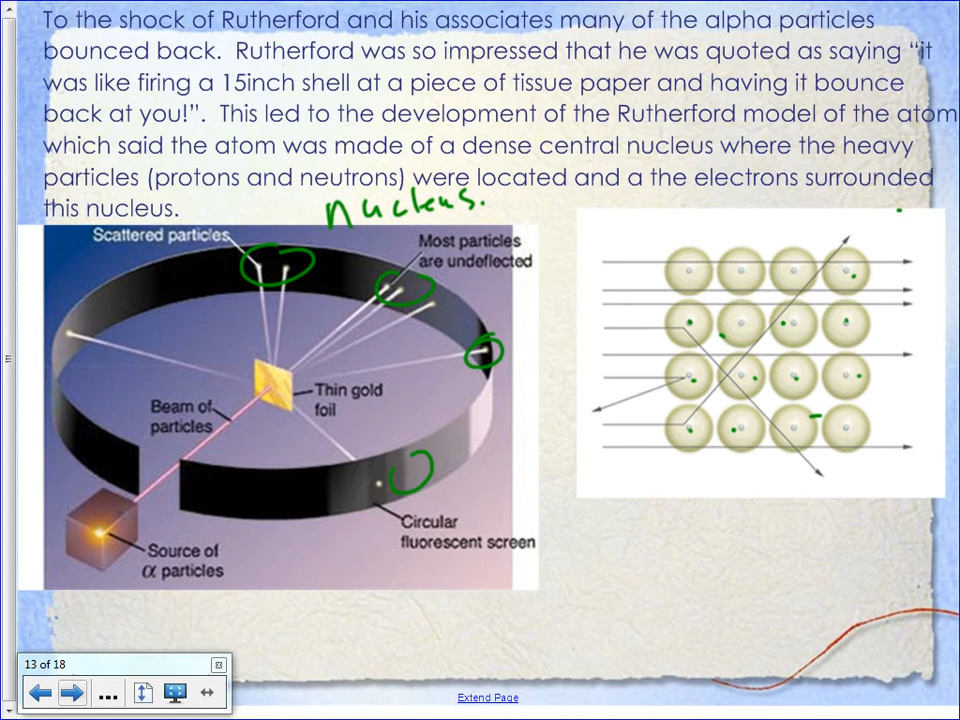 To the shock of Rutherford and his associates many of the alpha particles
bounced back. Rutherford was so impressed that he was quoted as saying “it
was like firing a 15inch shell at a piece of tissue paper and having it bounce
back at you!”. This led to the development of the Rutherford model of the atom
which said the atom was made of a dense central nucleus where the heavy
particles (protons and neutrons) were located and a the electrons surrounded
this nucleus.
nucleus.
Scattered particles
Most particles
are undeflected
Thin gold
foil
Beam of
particles
Circular
fluorescent screen
Source of
α particles
13 of 18
...
Extend Page